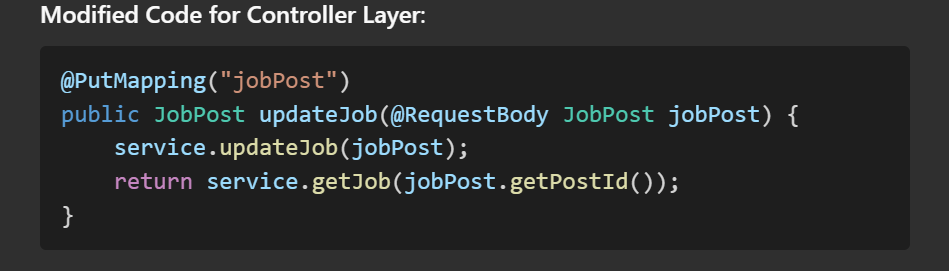 Modified Code for Controller Layer:
@PutMapping("jobPost")
public JobPost updateJob(@RequestBody JobPost jobPost) {
    service.updateJob(jobPost);
    return service.getJob(jobPost.getPostId());
}